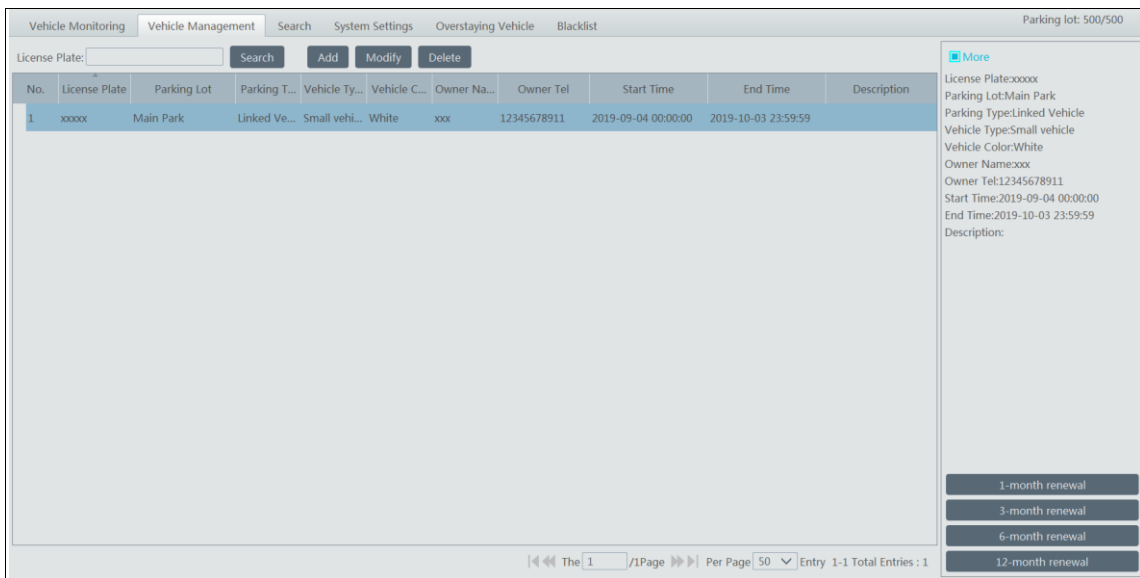 Vehicle Monitoring Vehicle Management Search System Settings Overstaying Vehicle Blacklist Parking lot: 500/500
License Plate: Search Add Modify Delete
No. License Plate Parking Lot Parking T... Vehicle Ty... Vehicle C... Owner Na... Owner Tel Start Time End Time Description
1 xxxxx Main Park Linked Ve... Small vehi... White xxx 12345678911 2019-09-04 00:00:00 2019-10-03 23:59:59
More
License Plate:xxxxx
Parking Lot:Main Park
Parking Type:Linked Vehicle
Vehicle Type:Small vehicle
Vehicle Color:White
Owner Name:xxx
Owner Tel:12345678911
Start Time:2019-09-04 00:00:00
End Time:2019-10-03 23:59:59
Description:
1-month renewal
3-month renewal
6-month renewal
12-month renewal
The 1 /1Page Per Page 50 Entry 1-1 Total Entries : 1